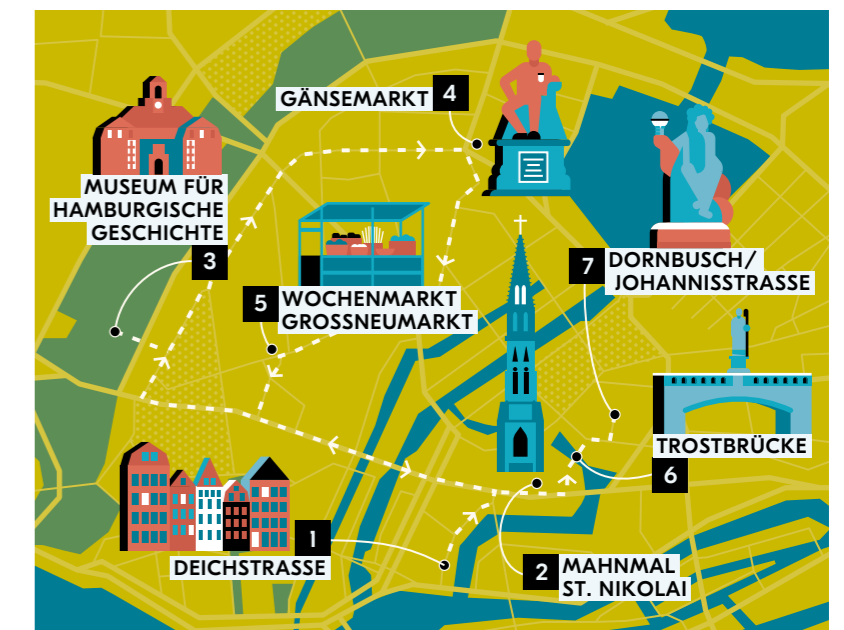 GÄNSEMARKT 4
MUSEUM FÜR
HAMBURGISCHE
GESCHICHTE
3
5 WOCHENMARKT
GROSSNEUMARKT
7 DORNBUSCH/
JOHANNISSTRASSE
TROSTBRÜCKE
6
1
DEICHSTRASSE
2 MAHNMAL
ST. NIKOLAI